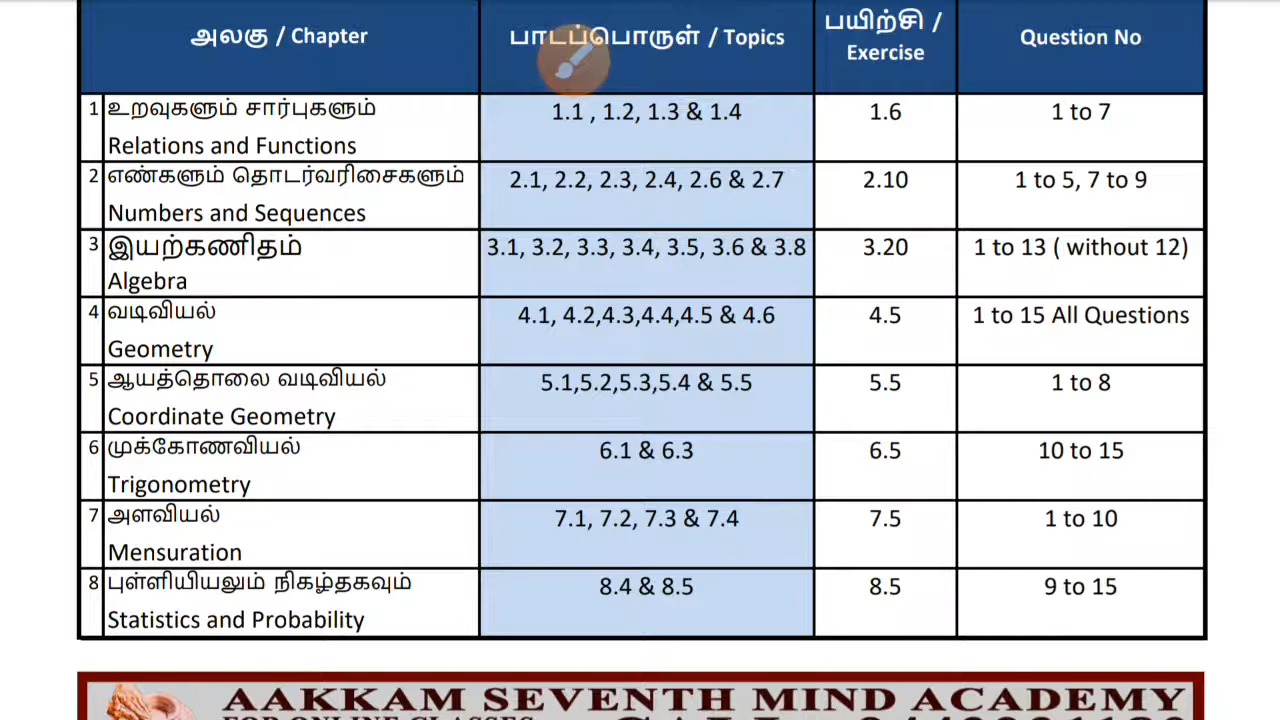 அலகு / Chapter
பாடப்பொருள் / Topics
பயிற்சி /
Exercise
Question No
1 உறவுகளும் சார்புகளும்
Relations and Functions
1.1 , 1.2, 1.3 & 1.4
1.6
1 to 7
2 எண்களும் தொடர்வரிசைகளும்
Numbers and Sequences
2.1, 2.2, 2.3, 2.4, 2.6 & 2.7
2.10
1 to 5, 7 to 9
3 இயற்கணிதம்
Algebra
3.1, 3.2, 3.3, 3.4, 3.5, 3.6 & 3.8
3.20
1 to 13 ( without 12)
4 வடிவியல்
Geometry
4.1, 4.2,4.3,4.4,4.5 & 4.6
4.5
1 to 15 All Questions
5 ஆயத்தொலை வடிவியல்
Coordinate Geometry
5.1,5.2,5.3,5.4 & 5.5
5.5
1 to 8
6 முக்கோணவியல்
Trigonometry
6.1 & 6.3
6.5
10 to 15
7 அளவியல்
Mensuration
7.1, 7.2, 7.3 & 7.4
7.5
1 to 10
8 புள்ளியியலும் நிகழ்தகவும்
Statistics and Probability
8.4 & 8.5
8.5
9 to 15
AAKKAM SEVENTH MIND ACADEMY
FOR ONLINE CLASSES